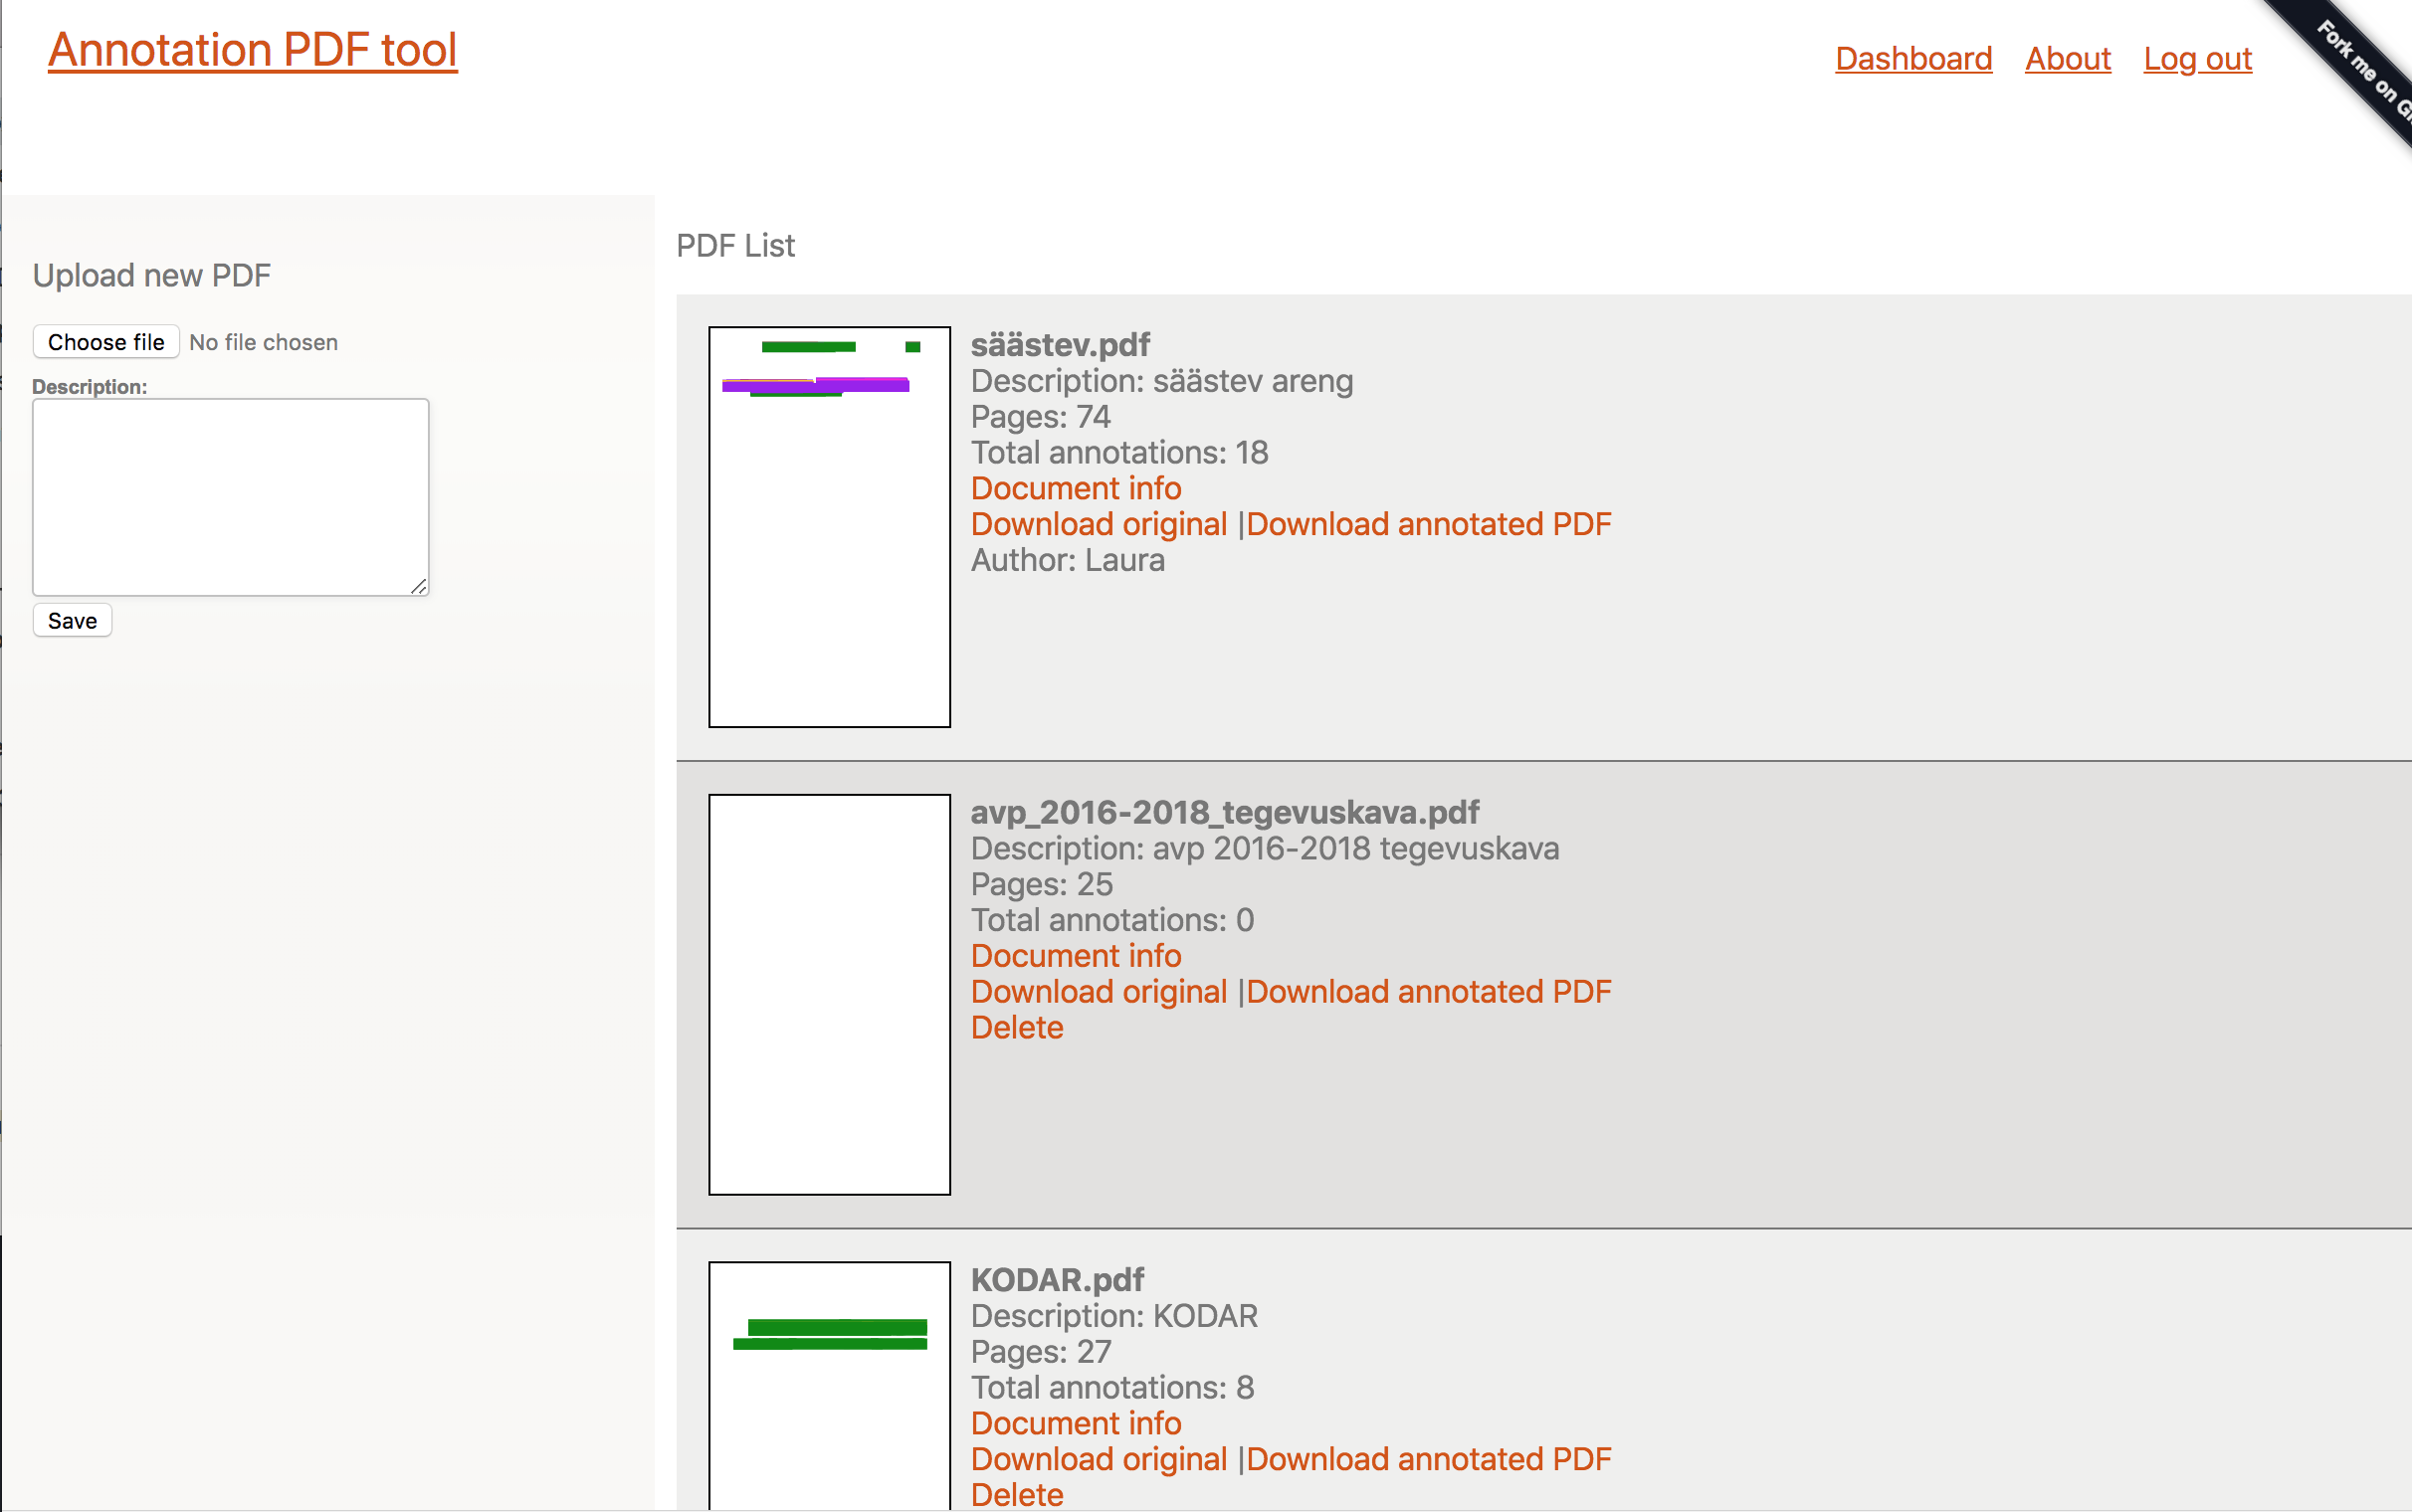 Annotation PDF tool
Dashboard About Log out
Fork me on
Upload new PDF
Choose file No file chosen
Description:
Save
PDF List
säästev.pdf
Description: säästev areng
Pages: 74
Total annotations: 18
Document info
Download original |Download annotated PDF
Author: Laura
avp_2016-2018_tegevuskava.pdf
Description: avp 2016-2018 tegevuskava
Pages: 25
Total annotations: 0
Document info
Download original |Download annotated PDF
Delete
KODAR.pdf
Description: KODAR
Pages: 27
Total annotations: 8
Document info
Download original |Download annotated PDF
Delete